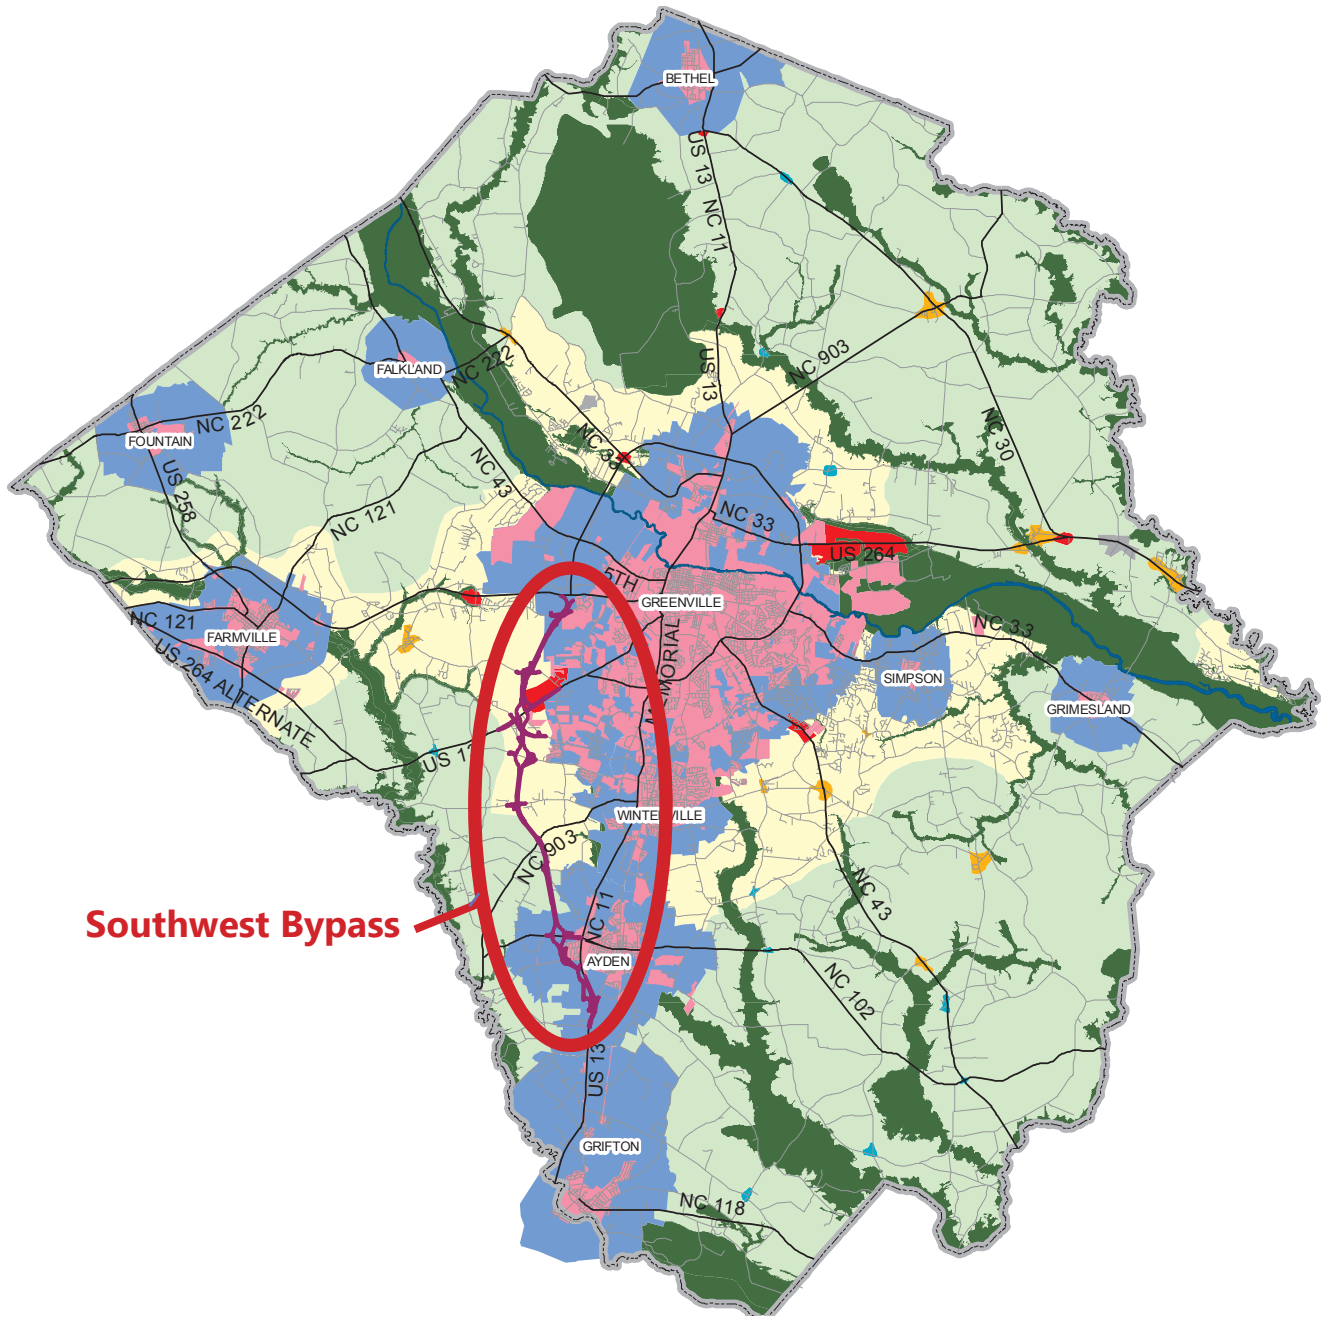 BETHEL
US 13
NC 11
US 13
NC 903
FALKLAND
NC 222
NC 222
FOUNTAIN
US 258
NC 43
NC 33
NC 30
NC 121
NC 33
US 264
5TH
GREENVILLE
NC 121
FARMVILLE
MEMORIAL
NC 33
SIMPSON
US 264 ALTERNATE
GRIMESLAND
US 13
WINTERVILLE
NC 903
NC 43
Southwest Bypass
NC 11
AYDEN
NC 102
US 13
GRIFTON
NC 118